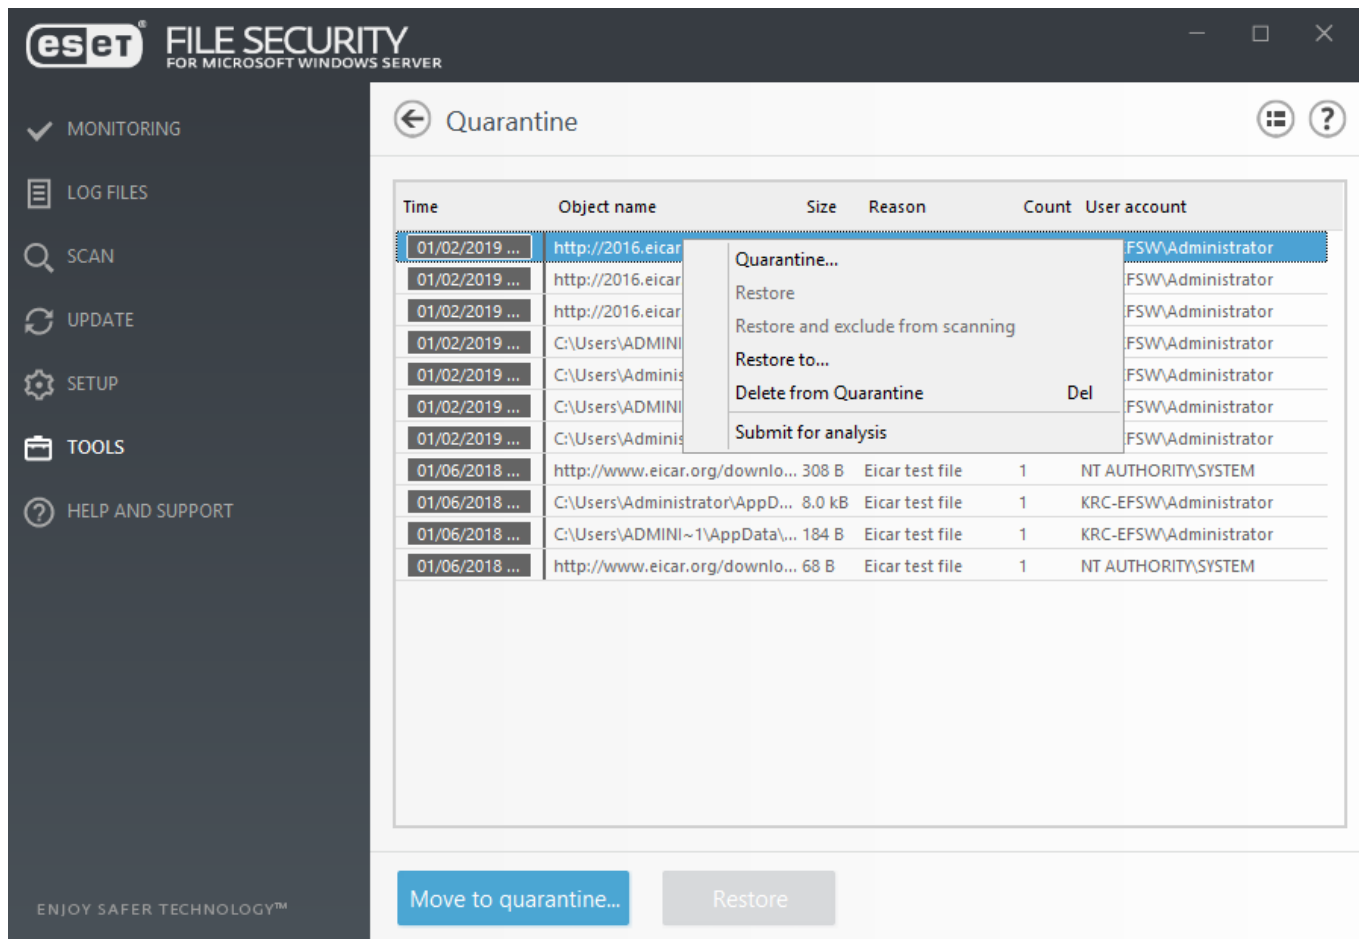 eset® FILE SECURITY
FOR MICROSOFT WINDOWS SERVER
MONITORING
LOG FILES
SCAN
UPDATE
SETUP
TOOLS
HELP AND SUPPORT
ENJOY SAFER TECHNOLOGY™
Quarantine
Time Object name Size Reason Count User account
01/02/2019 ... http://2016.eicar EFSW\Administrator
01/02/2019 ... http://2016.eicar FSW\Administrator
01/02/2019 ... http://2016.eicar FSW\Administrator
01/02/2019 ... C:\Users\ADMINI FSW\Administrator
01/02/2019 ... C:\Users\Adminis FSW\Administrator
01/02/2019 ... C:\Users\ADMINI FSW\Administrator
01/02/2019 ... C:\Users\Adminis FSW\Administrator
01/06/2018 ... http://www.eicar.org/downlo... 308 B Eicar test file 1 NT AUTHORITY\SYSTEM
01/06/2018 ... C:\Users\Administrator\AppD... 8.0 kB Eicar test file 1 KRC-EFSW\Administrator
01/06/2018 ... C:\Users\ADMINI~1\AppData\... 184 B Eicar test file 1 KRC-EFSW\Administrator
01/06/2018 ... http://www.eicar.org/downlo... 68 B Eicar test file 1 NT AUTHORITY\SYSTEM
Quarantine...
Restore
Restore and exclude from scanning
Restore to...
Delete from Quarantine Del
Submit for analysis
Move to quarantine... Restore